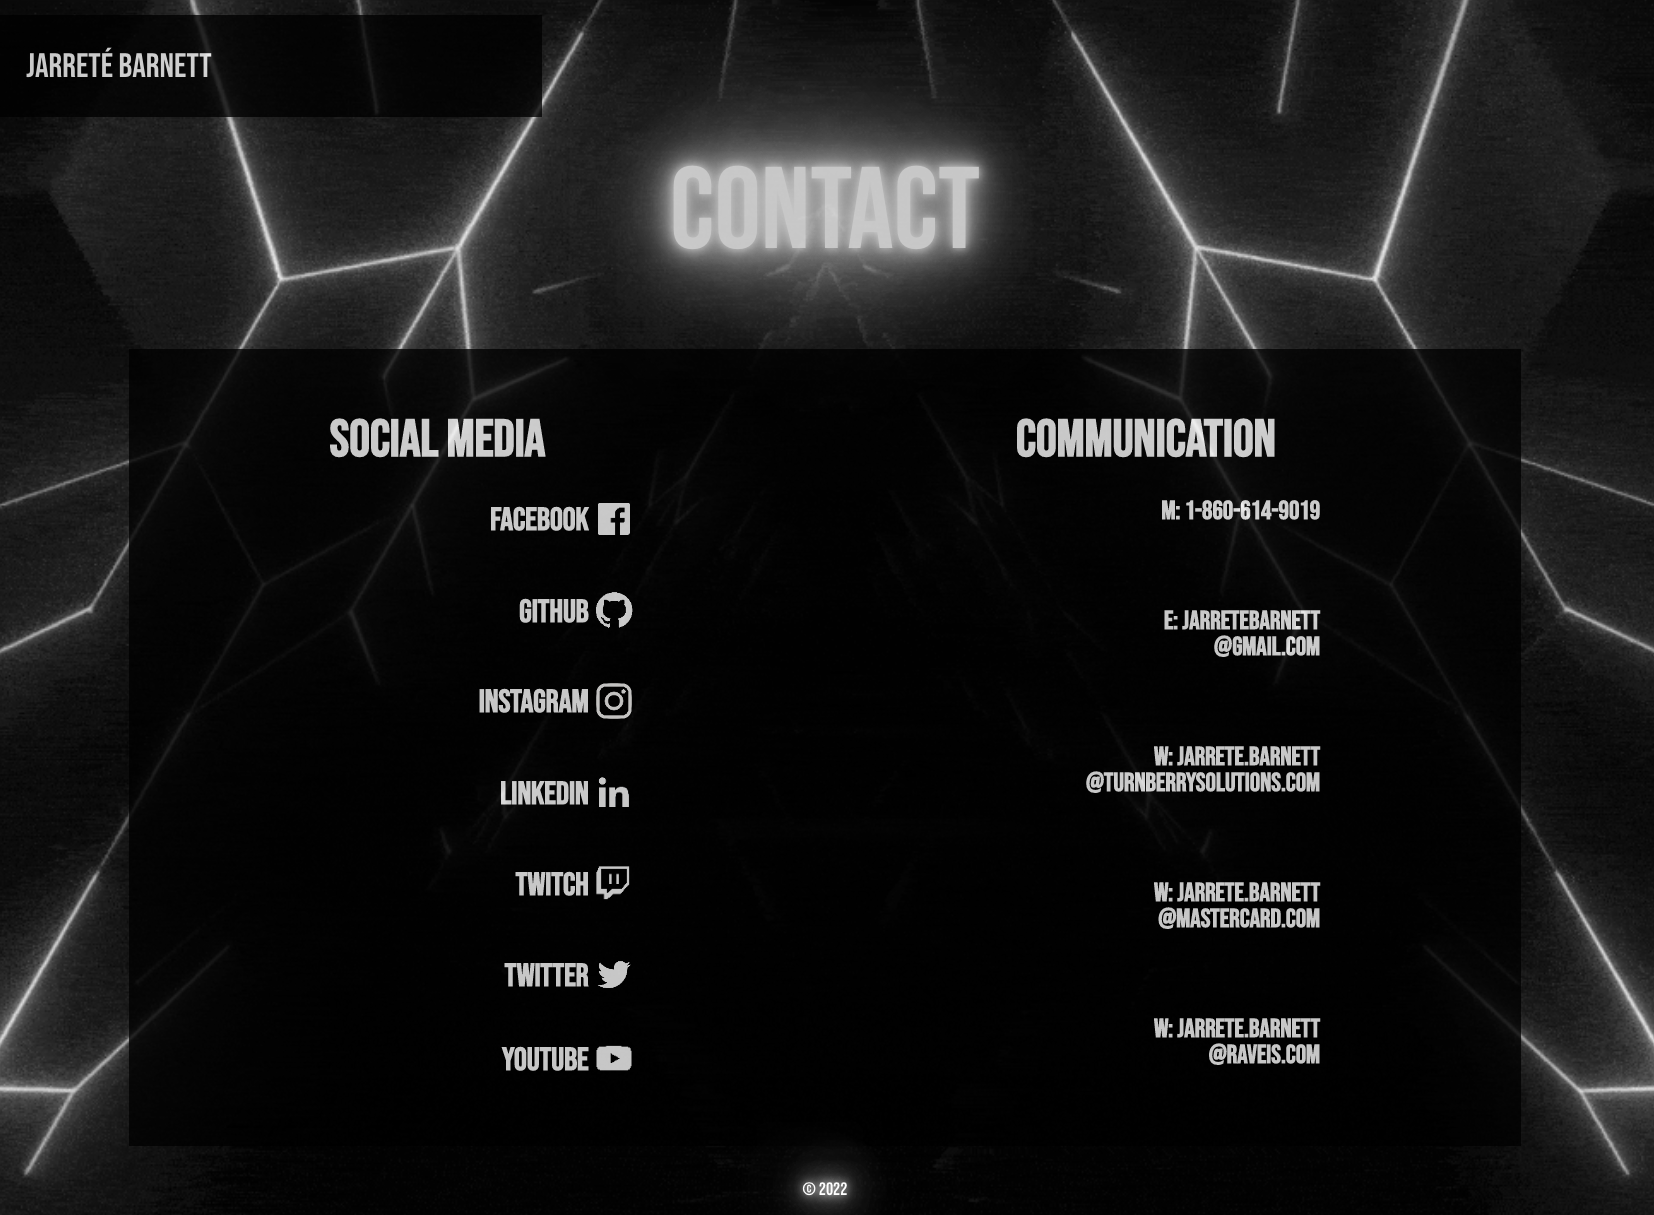 JARRETÉ BARNETT
CONTACT
SOCIAL MEDIA
FACEBOOK
GITHUB
INSTAGRAM
LINKEDIN
TWITCH
TWITTER
YOUTUBE
COMMUNICATION
M: 1-860-614-9019
E: JARRETEBARNETT
@GMAIL.COM
W: JARRETE.BARNETT
@TURNBERRYSOLUTIONS.COM
W: JARRETE.BARNETT
@MASTERCARD.COM
W: JARRETE.BARNETT
@RAVEIS.COM
© 2022